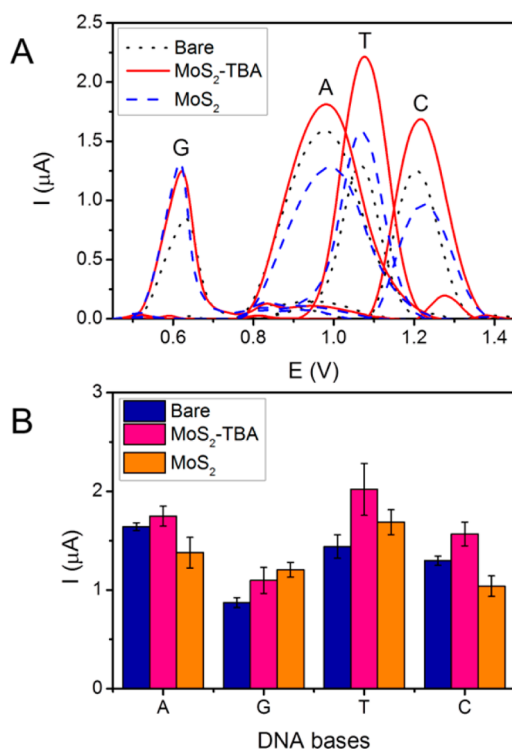 A
Bare
MoS2-TBA
MoS2
G
A
T
C
I (μA)
2.5
2.0
1.5
1.0
0.5
0.0
0.6
0.8
1.0
1.2
1.4
E (V)
B
Bare
MoS2-TBA
MoS2
I (μA)
3
2
1
0
A
G
T
C
DNA bases